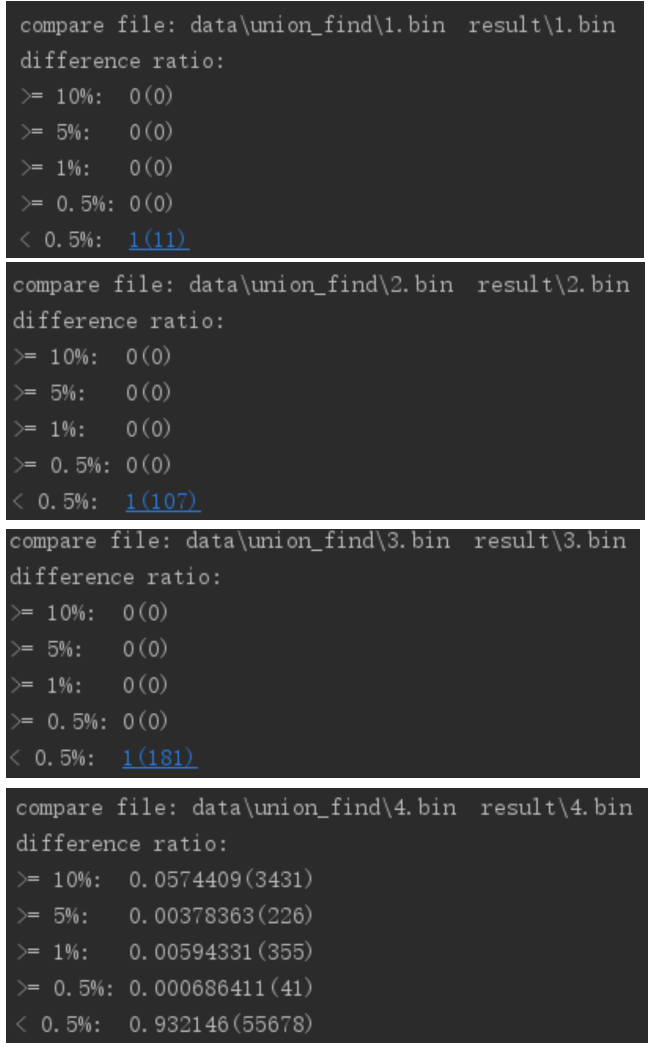 compare file: data\union_find\1.bin  result\1.bin
difference ratio:
>= 10%:  0(0)
>= 5%:   0(0)
>= 1%:   0(0)
>= 0.5%: 0(0)
< 0.5%:  1(11)
compare file: data\union_find\2.bin  result\2.bin
difference ratio:
>= 10%:  0(0)
>= 5%:   0(0)
>= 1%:   0(0)
>= 0.5%: 0(0)
< 0.5%:  1(107)
compare file: data\union_find\3.bin  result\3.bin
difference ratio:
>= 10%:  0(0)
>= 5%:   0(0)
>= 1%:   0(0)
>= 0.5%: 0(0)
< 0.5%:  1(181)
compare file: data\union_find\4.bin  result\4.bin
difference ratio:
>= 10%:  0.0574409(3431)
>= 5%:   0.00378363(226)
>= 1%:   0.00594331(355)
>= 0.5%: 0.000686411(41)
< 0.5%:  0.932146(55678)